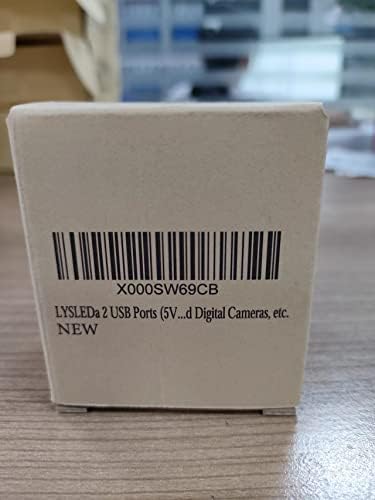 X000SW69CB
LYSLEDa 2 USB Ports (5V...d Digital Cameras, etc.
NEW